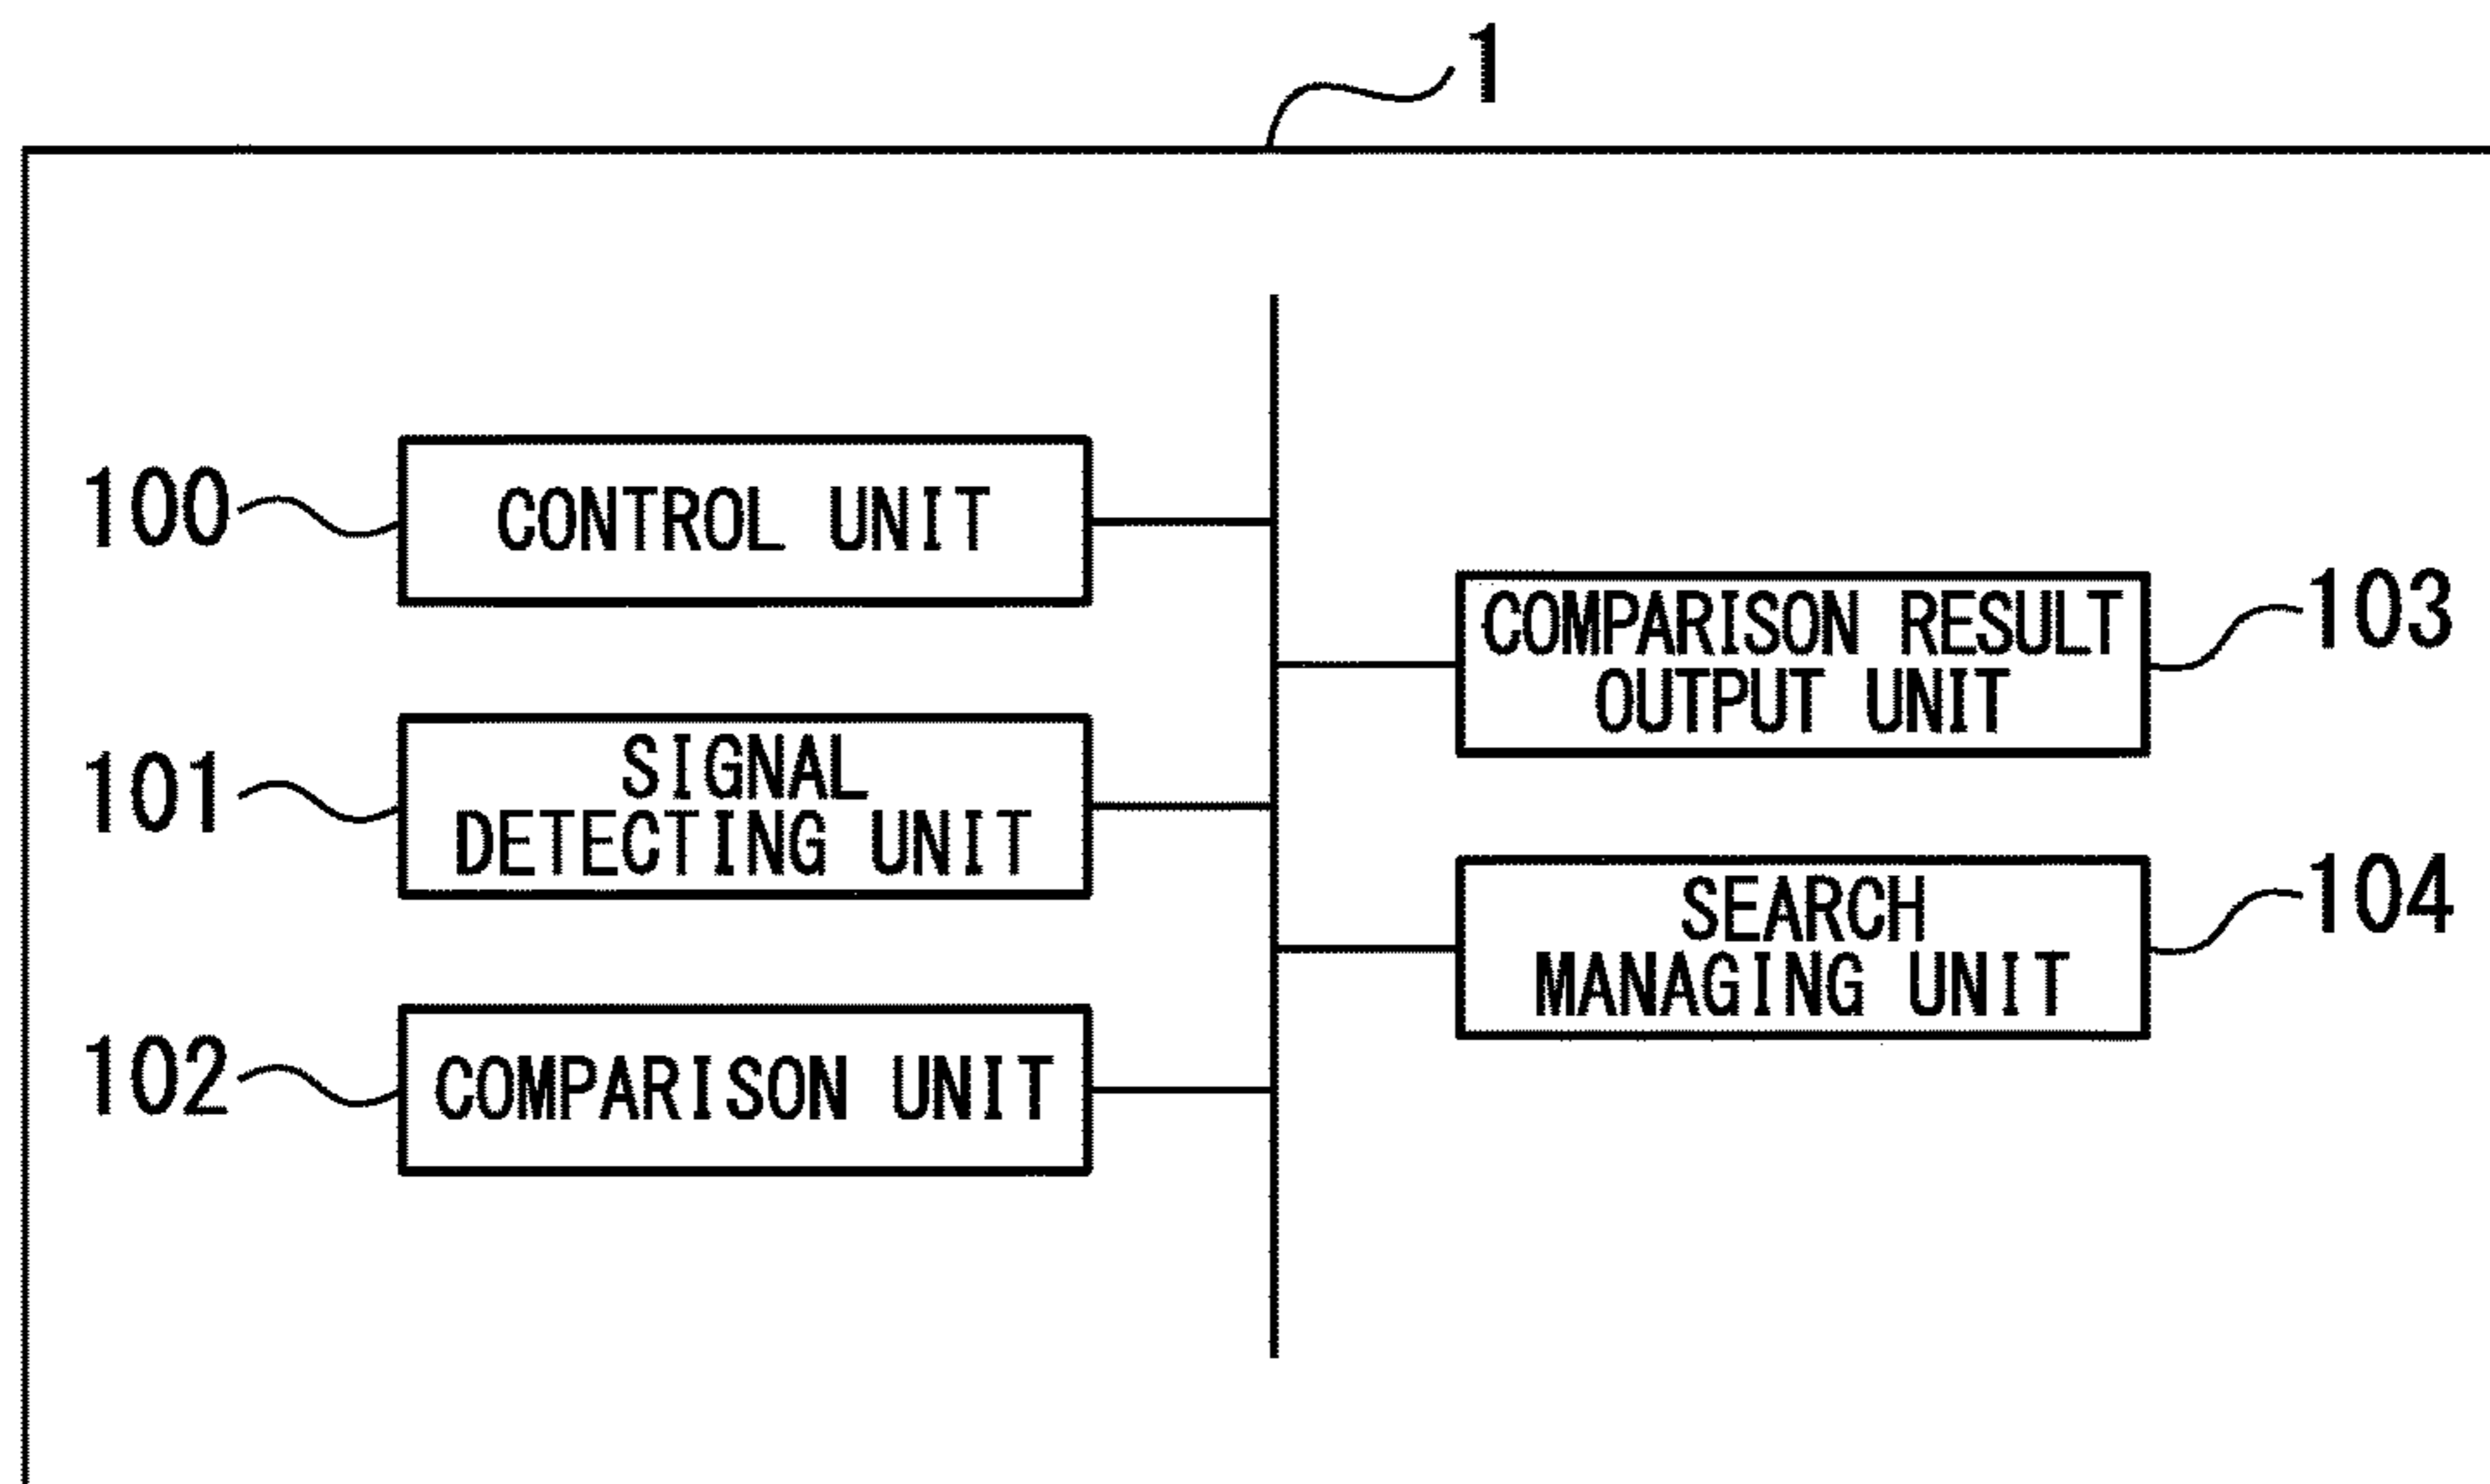 1
100
CONTROL UNIT
101
SIGNAL
DETECTING UNIT
102
COMPARISON UNIT
COMPARISON RESULT
OUTPUT UNIT
103
SEARCH
MANAGING UNIT
104